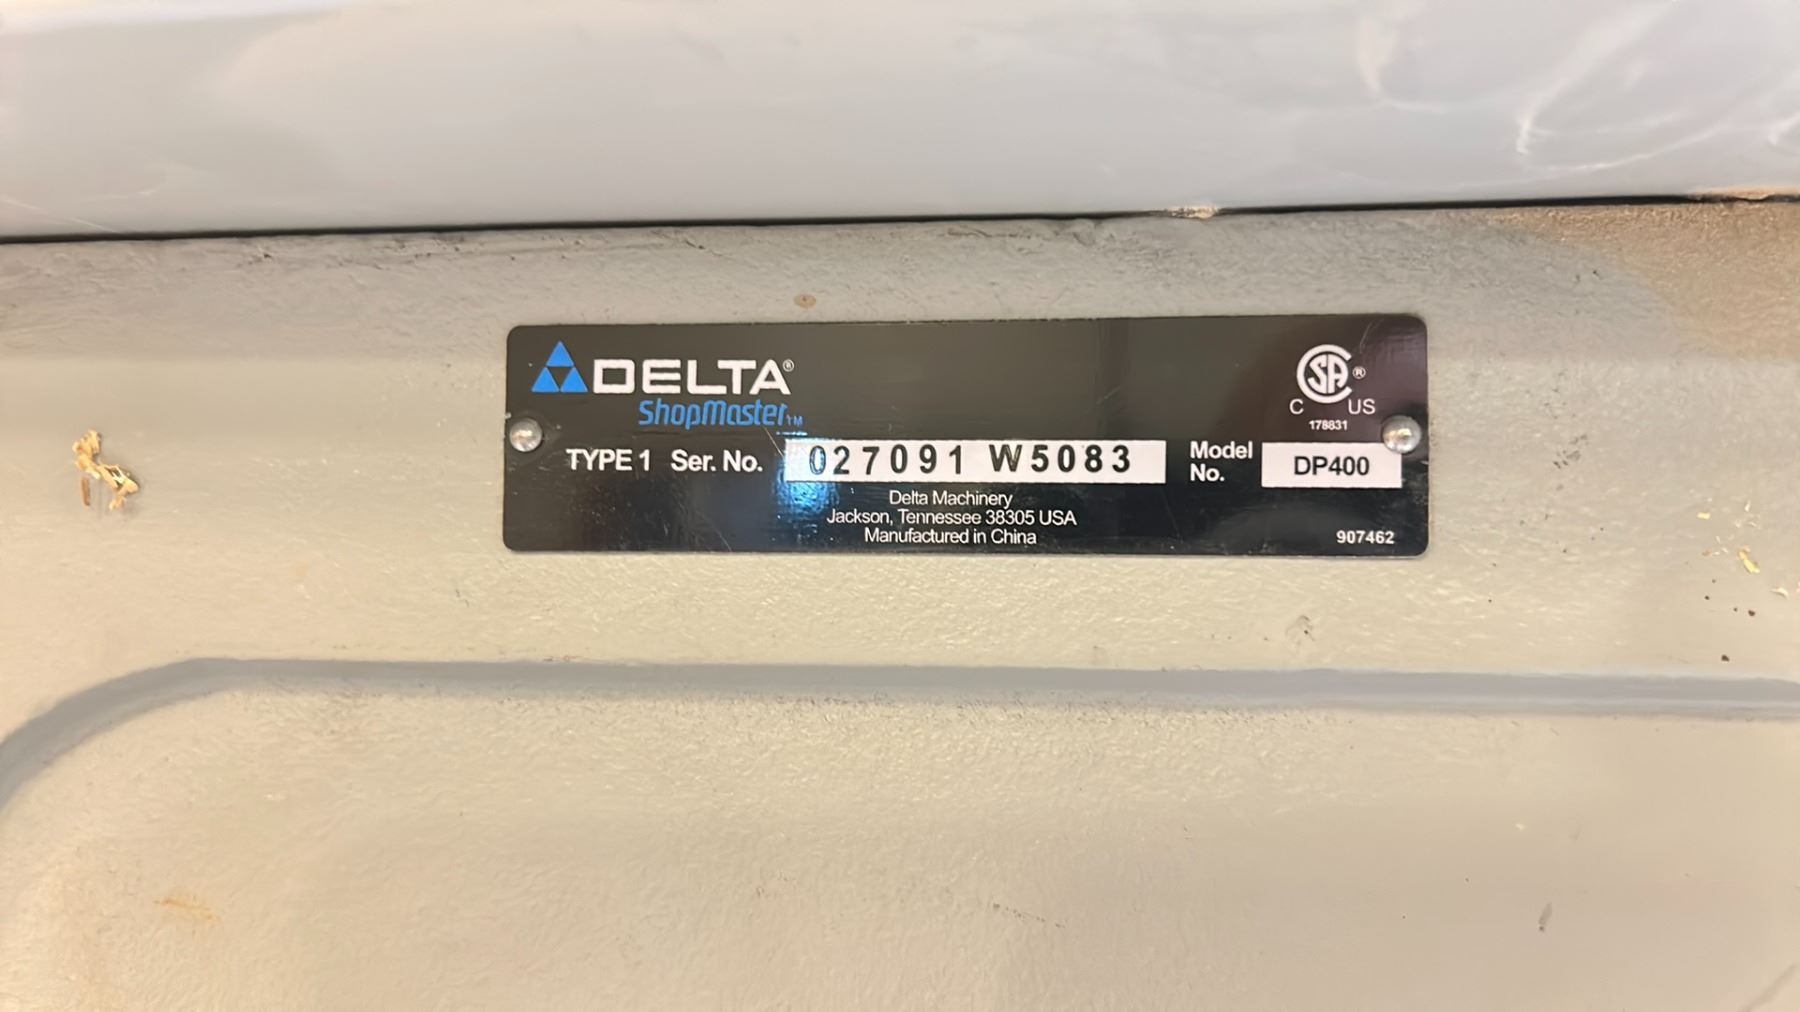 DELTA®
ShopMaster™
SA®
C US
178831
TYPE 1 Ser. No. 027091 W5083 Model No. DP400
Delta Machinery
Jackson, Tennessee 38305 USA
Manufactured in China
907462